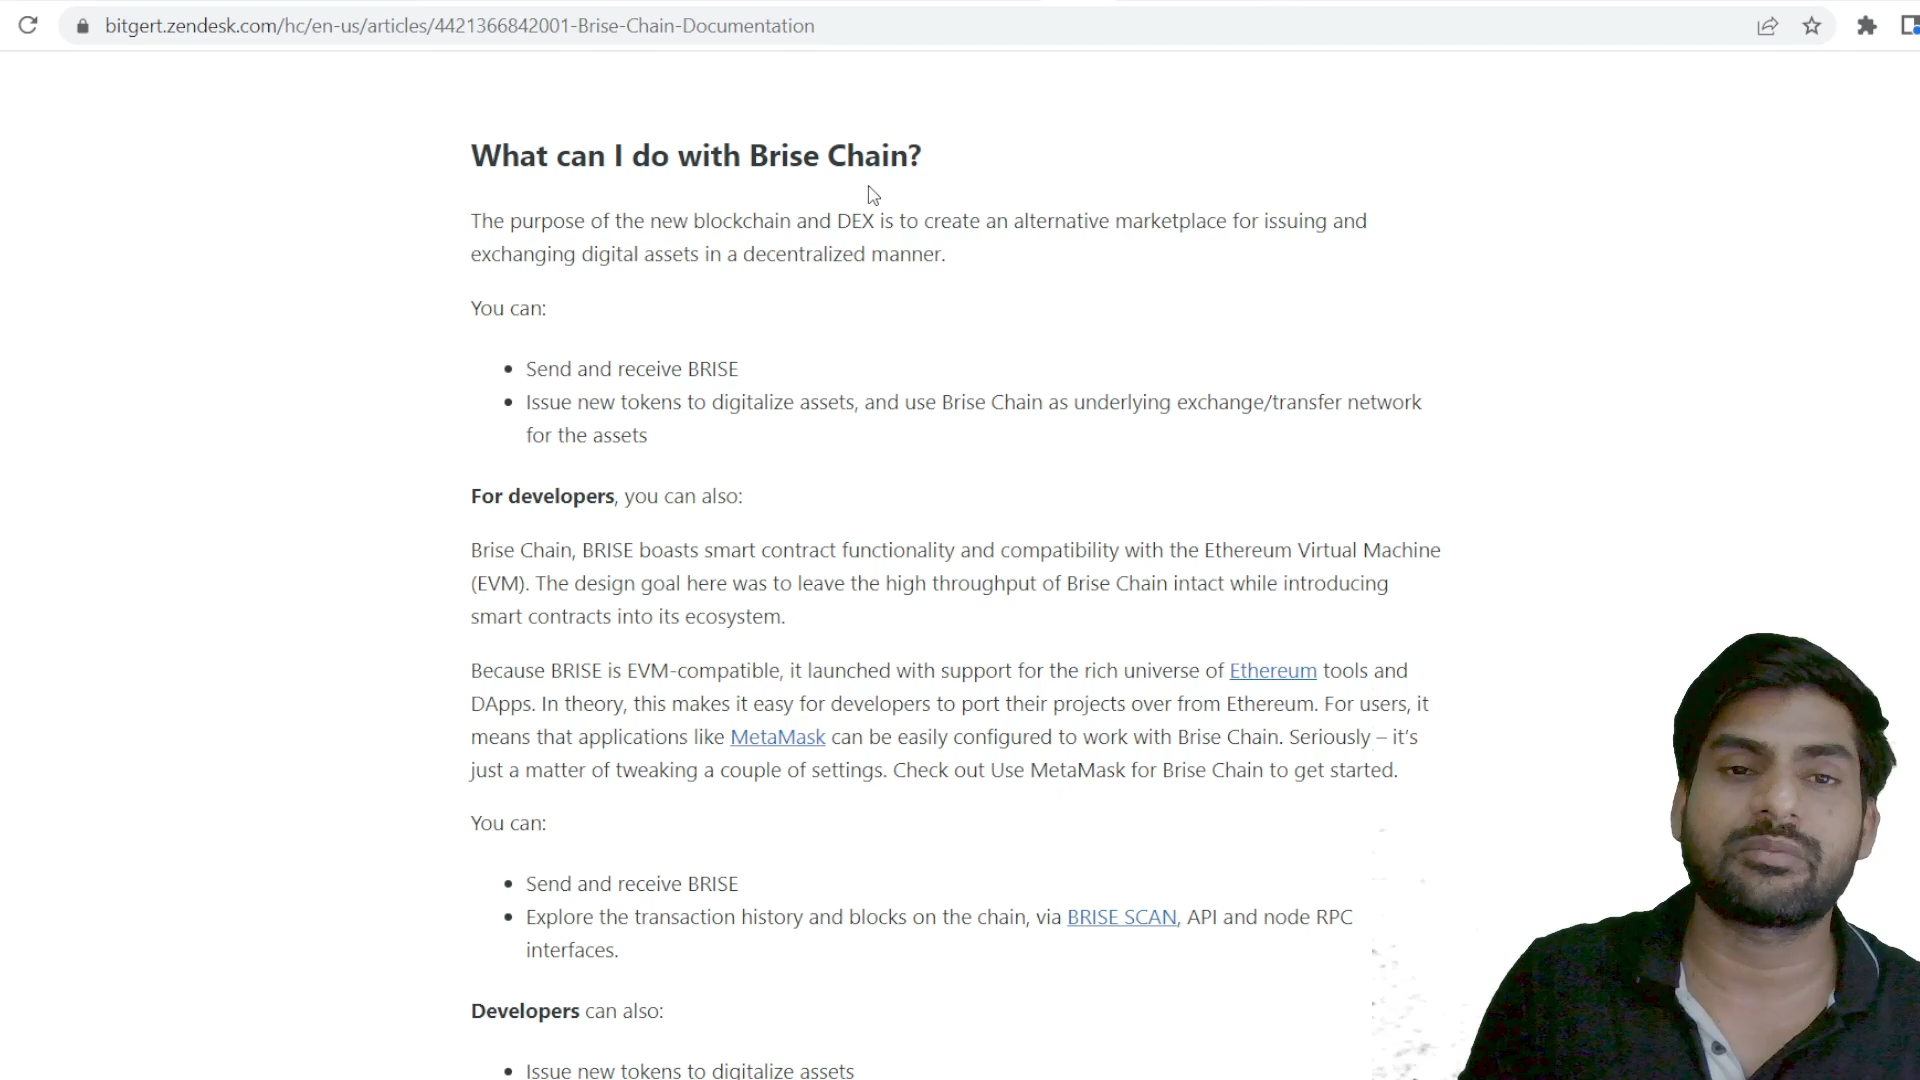 bitgert.zendesk.com/hc/en-us/articles/4421366842001-Brise-Chain-Documentation
What can I do with Brise Chain?
The purpose of the new blockchain and DEX is to create an alternative marketplace for issuing and
exchanging digital assets in a decentralized manner.
You can:
• Send and receive BRISE
• Issue new tokens to digitalize assets, and use Brise Chain as underlying exchange/transfer network
for the assets
For developers, you can also:
Brise Chain, BRISE boasts smart contract functionality and compatibility with the Ethereum Virtual Machine
(EVM). The design goal here was to leave the high throughput of Brise Chain intact while introducing
smart contracts into its ecosystem.
Because BRISE is EVM-compatible, it launched with support for the rich universe of Ethereum tools and
DApps. In theory, this makes it easy for developers to port their projects over from Ethereum. For users, it
means that applications like MetaMask can be easily configured to work with Brise Chain. Seriously – it’s
just a matter of tweaking a couple of settings. Check out Use MetaMask for Brise Chain to get started.
You can:
• Send and receive BRISE
• Explore the transaction history and blocks on the chain, via BRISE SCAN, API and node RPC
interfaces.
Developers can also:
• Issue new tokens to digitalize assets